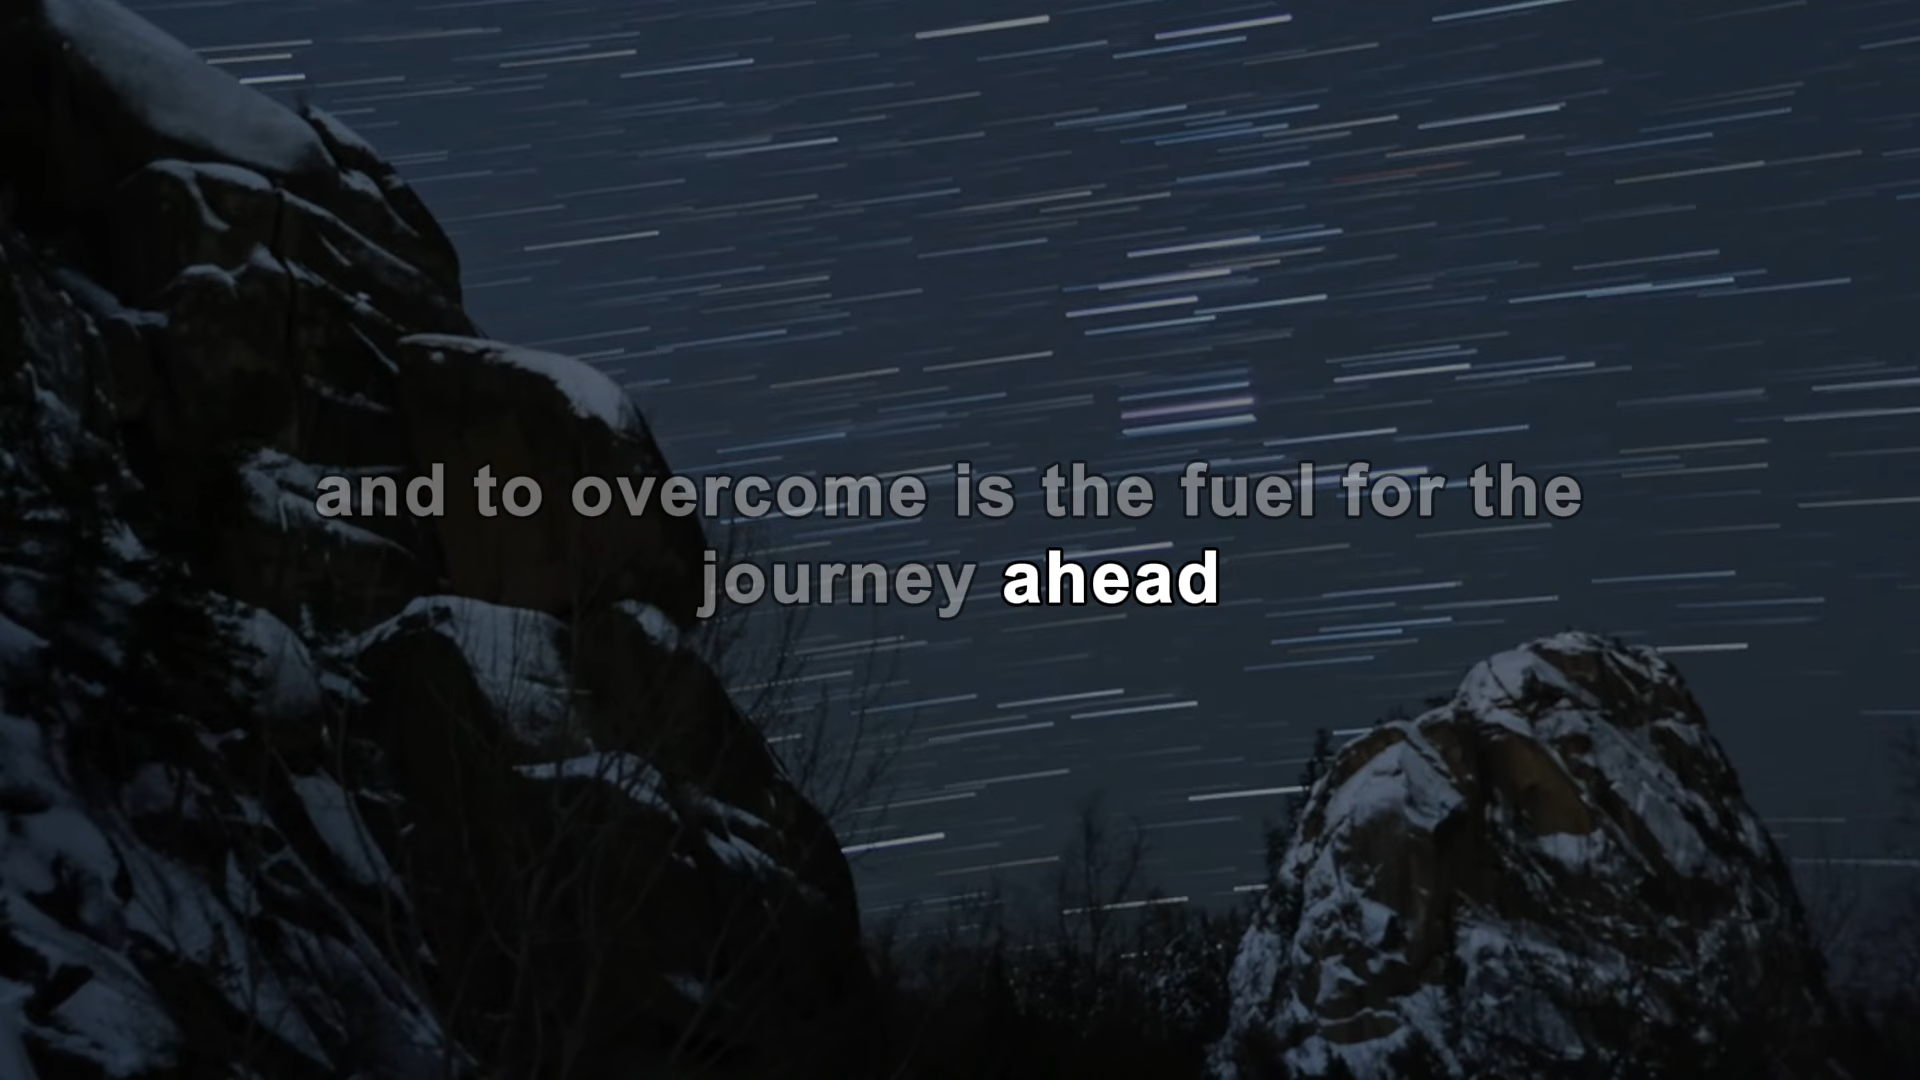 and to overcome is the fuel for the
journey ahead